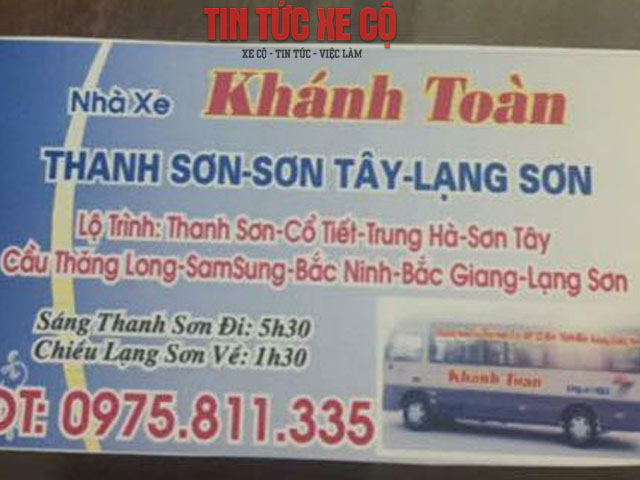 TIN TỨC XE CỘ
XE CỘ - TIN TỨC - VIỆC LÀM
Nhà Xe Khánh Toàn
THANH SƠN-SƠN TÂY-LẠNG SƠN
Lộ Trình: Thanh Sơn-Cổ Tiết-Trung Hà-Sơn Tây
Cầu Thăng Long-SamSung-Bắc Ninh-Bắc Giang-Lạng Sơn
Sáng Thanh Sơn Đi: 5h30
Chiều Lạng Sơn Về: 1h30
ĐT: 0975.811.335
Khánh Toàn